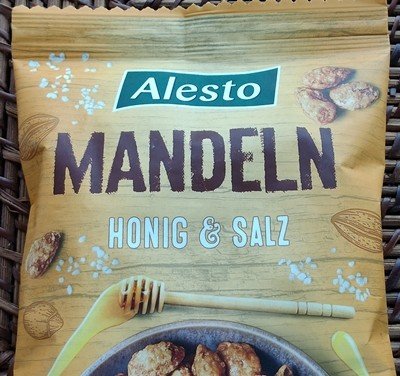 Alesto
MANDELN
HONIG & SALZ